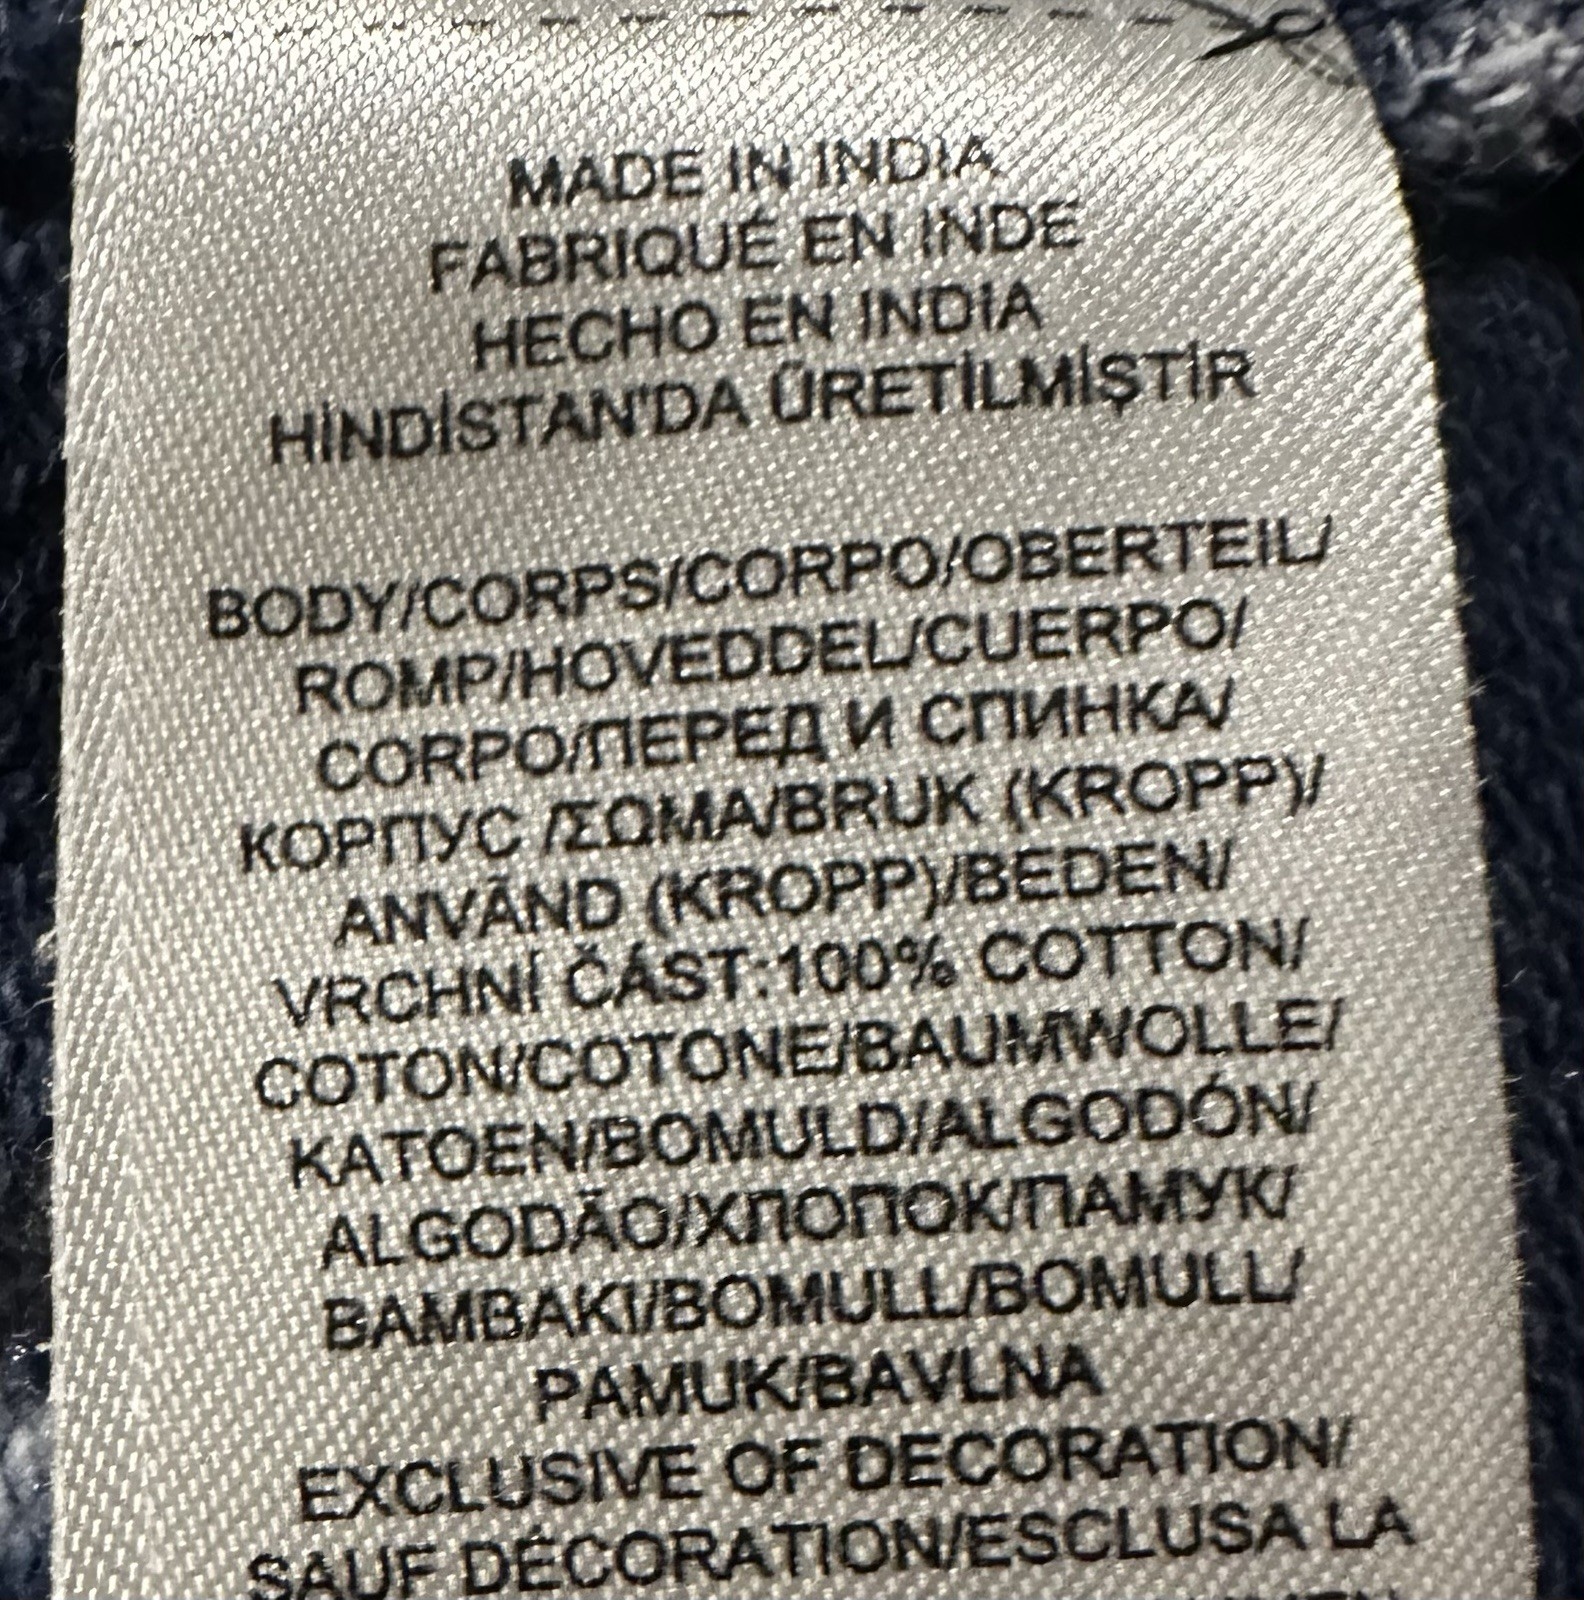 MADE IN INDIA
FABRIQUÉ EN INDE
HECHO EN INDIA
HİNDİSTAN'DA ÜRETİLMİŞTİR
BODY/CORPS/CORPO/OBERTEIL/
ROMP/HOVEDDEL/CUERPO/
CORPO/ПЕРЕД И СПИНКА/
КОРПУС /ΣΩΜΑ/BRUK (KROPP)/
ANVÄND (KROPP)/BEDEN/
VRCHNÍ ČÁST:100% COTTON/
COTON/COTONE/BAUMWOLLE/
KATOEN/BOMULD/ALGODÓN/
ALGODÃO/ХЛОПОК/ПАМУК/
ΒΑΜΒΑΚΙ/BOMULL/BOMULL/
PAMUK/BAVLNA
EXCLUSIVE OF DECORATION/
SAUF DÉCORATION/ESCLUSA LA